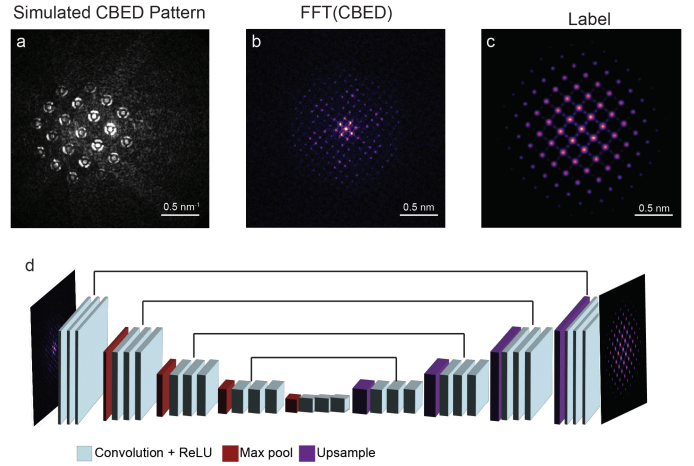 Simulated CBED Pattern
FFT(CBED)
Label
a
b
c
0.5 nm⁻¹
0.5 nm
0.5 nm
d
Convolution + ReLU
Max pool
Upsample